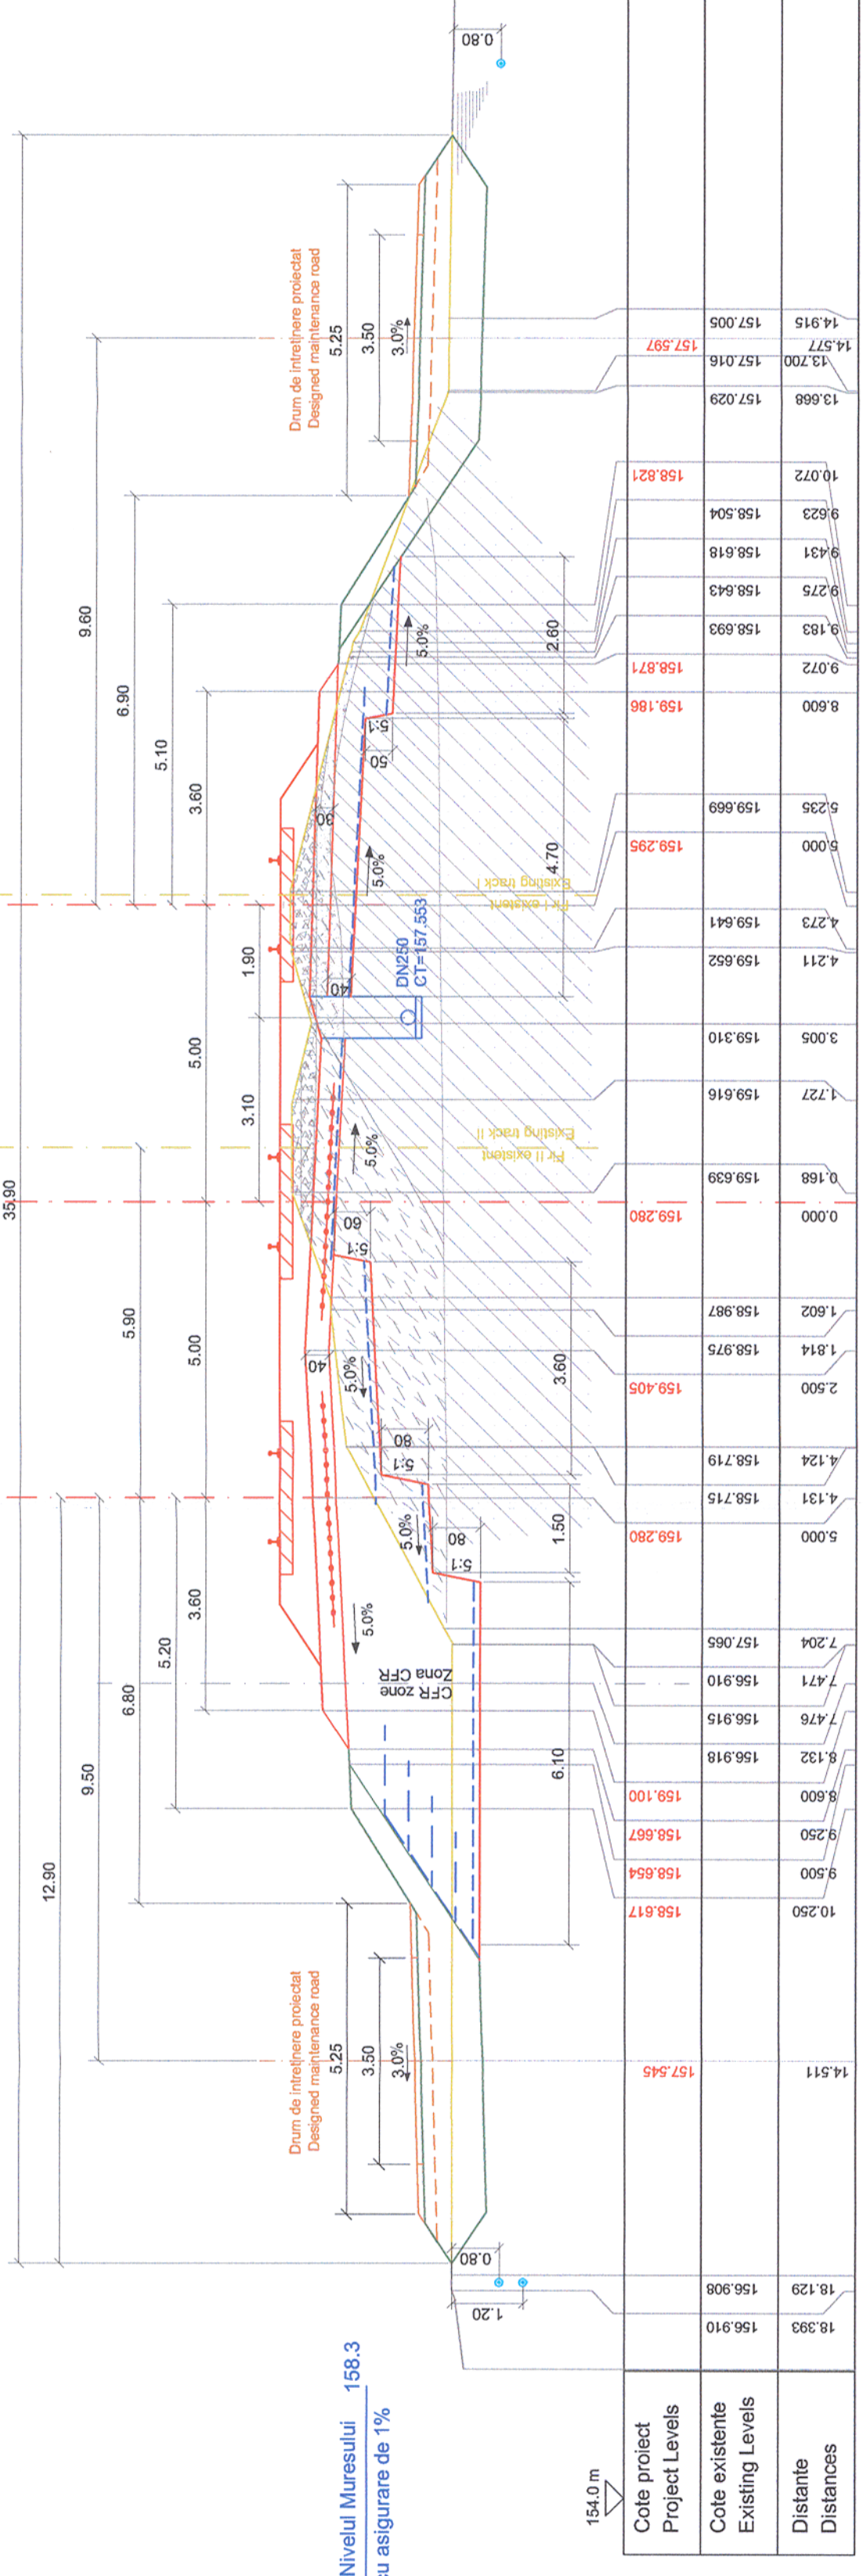 35.90
12.90
9.50
9.60
6.80
5.90
6.90
5.20
5.10
3.60
5.00
5.00
3.60
3.10
1.90
Drum de intreținere proiectat
Designed maintenance road
5.25
3.50
3.0%
Drum de intreținere proiectat
Designed maintenance road
5.25
3.50
3.0%
Nivelul Muresului 158.3
cu asigurare de 1%
Zona CFR
CFR zone
5.0%
5.0%
5.0%
5.0%
5.0%
5.0%
40
60
40
30
50
80
80
5:1
5:1
5:1
5:1
DN250
CT=157.553
Fir II existent
Existing track II
Fir I existent
Existing track I
6.10
1.50
3.60
4.70
2.60
0.80
1.20
0.80
154.0 m
Cote proiect
Project Levels
157.545 158.617 158.654 158.667 159.100 159.280 159.405 159.280 159.295 159.186 158.871 158.821 157.597
Cote existente
Existing Levels
156.910 156.908 156.918 156.915 156.910 157.065 158.715 158.719 158.975 158.987 159.639 159.616 159.310 159.652 159.641 159.669 158.693 158.643 158.618 158.504 157.029 157.016 157.005
Distante
Distances
18.393 18.129 14.511 10.250 9.500 9.250 8.600 8.132 7.476 7.471 7.204 5.000 4.131 4.124 2.500 1.814 1.602 0.000 0.168 1.727 3.005 4.211 4.273 5.000 5.235 8.600 9.072 9.183 9.275 9.431 9.623 10.072 13.668 13.700 14.577 14.915